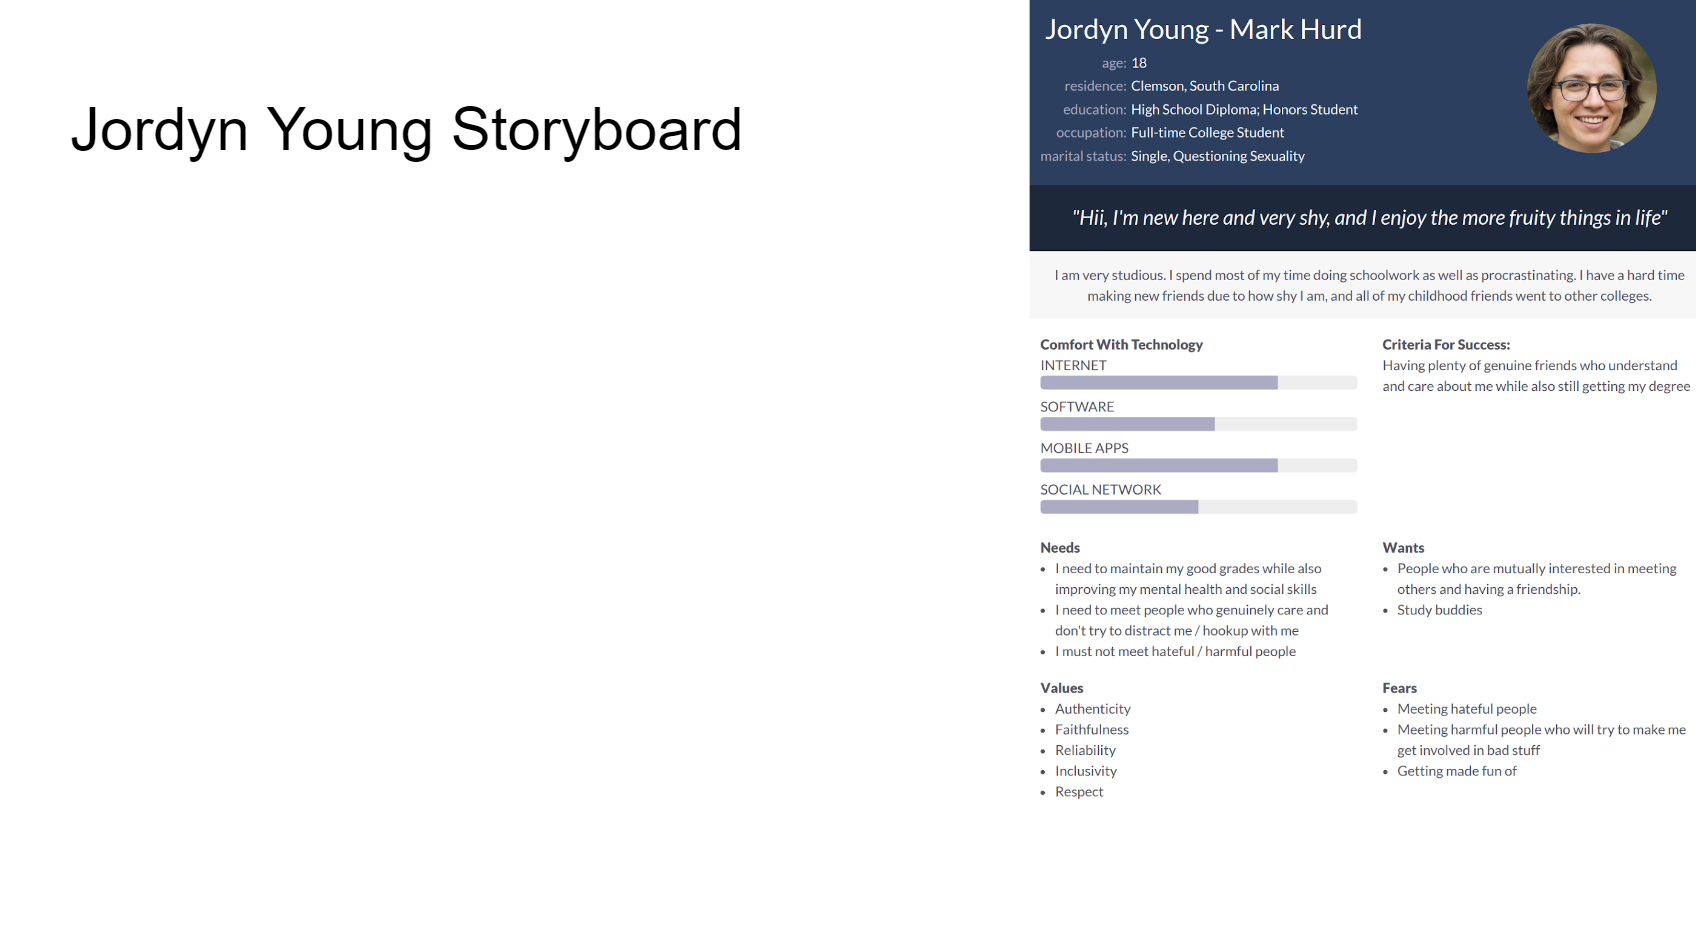 Jordyn Young Storyboard
Jordyn Young - Mark Hurd
age: 18
residence: Clemson, South Carolina
education: High School Diploma; Honors Student
occupation: Full-time College Student
marital status: Single, Questioning Sexuality
"Hii, I'm new here and very shy, and I enjoy the more fruity things in life"
I am very studious. I spend most of my time doing schoolwork as well as procrastinating. I have a hard time
making new friends due to how shy I am, and all of my childhood friends went to other colleges.
Comfort With Technology
INTERNET
SOFTWARE
MOBILE APPS
SOCIAL NETWORK
Criteria For Success:
Having plenty of genuine friends who understand
and care about me while also still getting my degree
Needs
• I need to maintain my good grades while also
improving my mental health and social skills
• I need to meet people who genuinely care and
don't try to distract me / hookup with me
• I must not meet hateful / harmful people
Wants
• People who are mutually interested in meeting
others and having a friendship.
• Study buddies
Values
• Authenticity
• Faithfulness
• Reliability
• Inclusivity
• Respect
Fears
• Meeting hateful people
• Meeting harmful people who will try to make me
get involved in bad stuff
• Getting made fun of